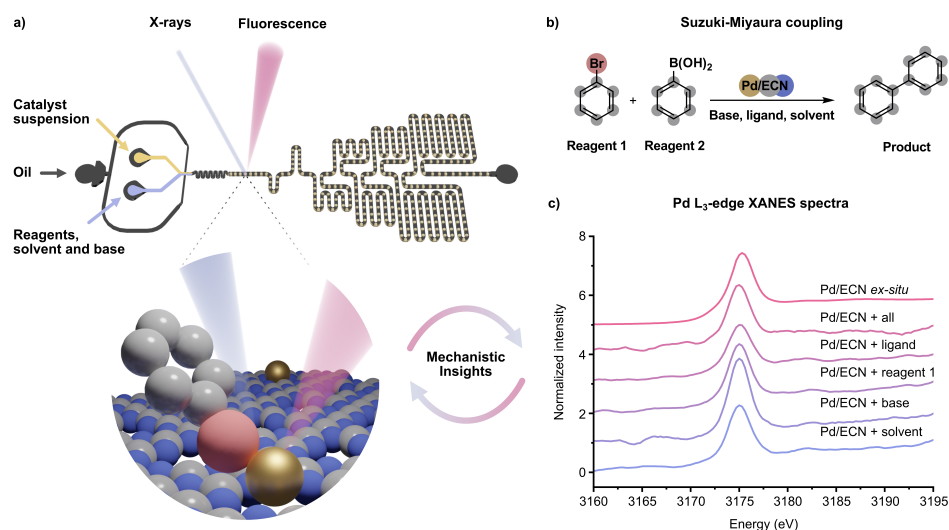 a)
X-rays
Fluorescence
Catalyst
suspension
Oil
Reagents,
solvent and base
Mechanistic
Insights
b)
Suzuki-Miyaura coupling
Br
B(OH)₂
+
Pd/ECN
Base, ligand, solvent
Reagent 1
Reagent 2
Product
c)
Pd L₃-edge XANES spectra
Normalized intensity
8
6
4
2
0
Pd/ECN ex-situ
Pd/ECN + all
Pd/ECN + ligand
Pd/ECN + reagent 1
Pd/ECN + base
Pd/ECN + solvent
3160 3165 3170 3175 3180 3185 3190 3195
Energy (eV)